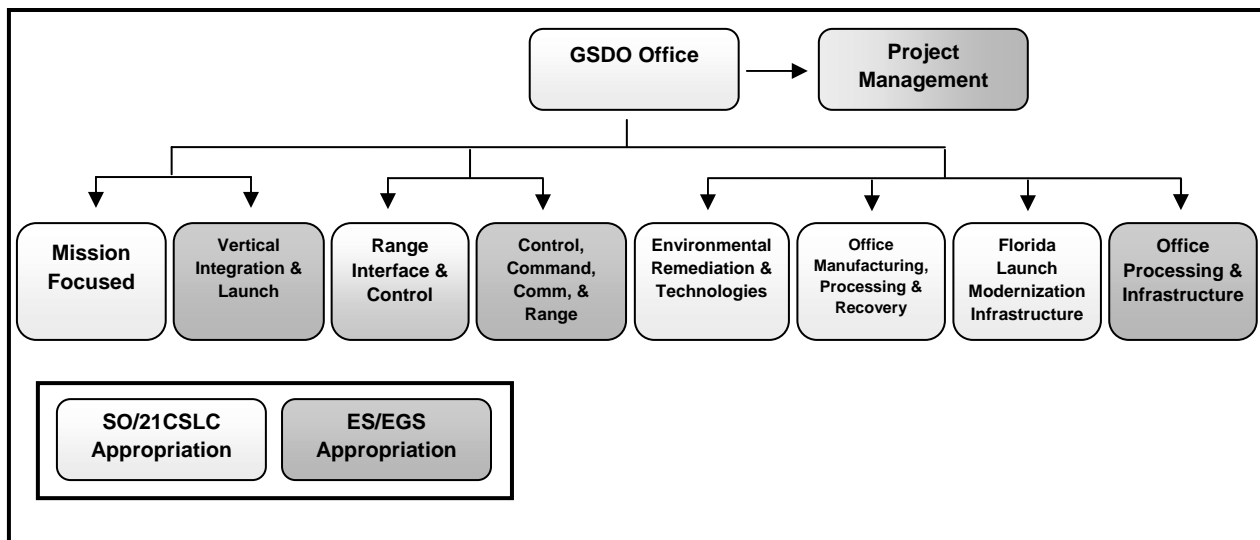 GSDO Office
Project
Management
Mission
Focused
Vertical
Integration &
Launch
Range
Interface &
Control
Control,
Command,
Comm, &
Range
Environmental
Remediation &
Technologies
Office
Manufacturing,
Processing &
Recovery
Florida
Launch
Modernization
Infrastructure
Office
Processing &
Infrastructure
SO/21CSLC
Appropriation
ES/EGS
Appropriation